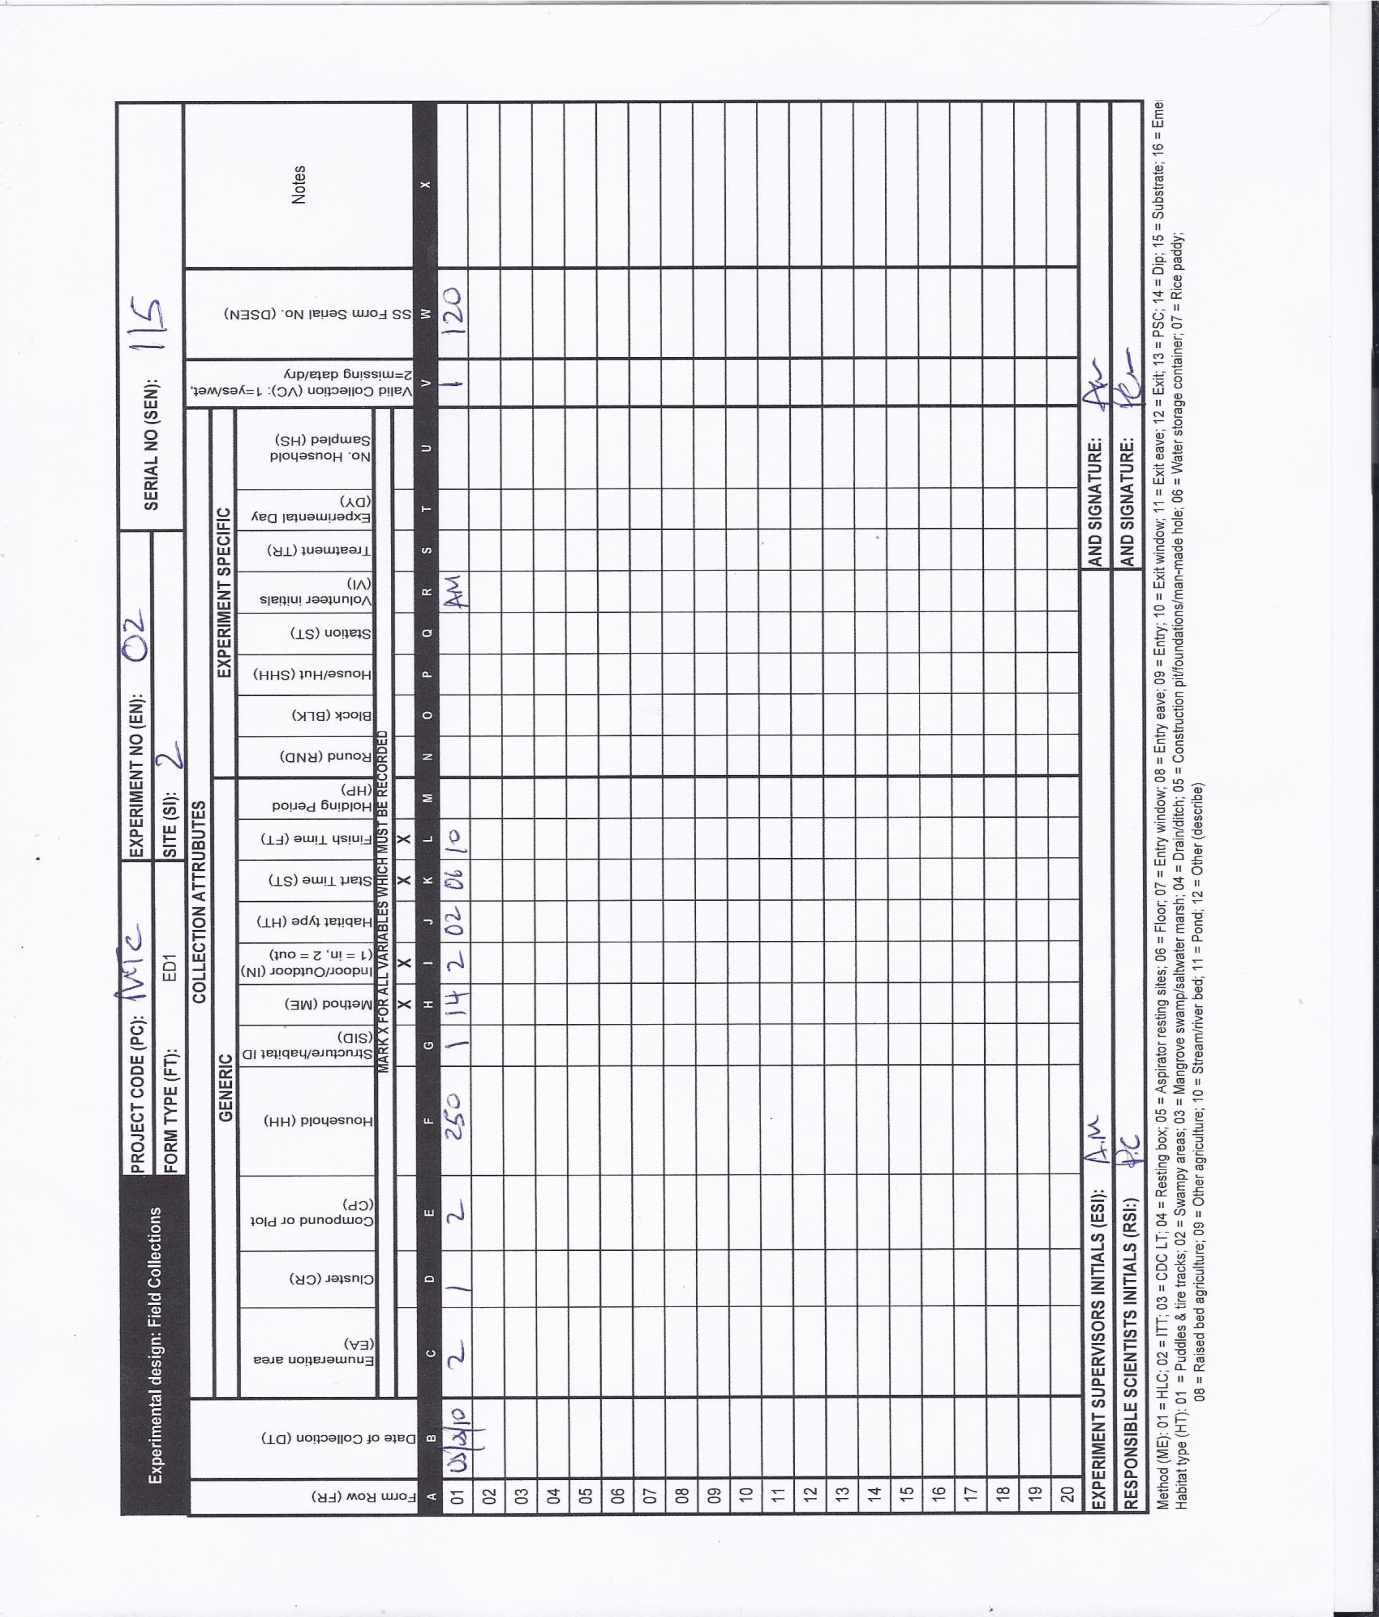 Experimental design: Field Collections
PROJECT CODE (PC): MTC
EXPERIMENT NO (EN): 02
SERIAL NO (SEN): 115
FORM TYPE (FT): ED1
SITE (SI): 2
COLLECTION ATTRUBUTES
GENERIC
EXPERIMENT SPECIFIC
Form Row (FR)
Date of Collection (DT)
Enumeration area (EA)
Cluster (CR)
Compound or Plot (CP)
Household (HH)
Structure/habitat ID (SID)
Method (ME)
Indoor/Outdoor (IN) (1 = in, 2 = out)
Habitat type (HT)
Start Time (ST)
Finish Time (FT)
Holding Period (HP)
Round (RND)
Block (BLK)
House/Hut (SHH)
Station (ST)
Volunteer initials (VI)
Treatment (TR)
Experimental Day (DY)
No. Household Sampled (HS)
Valid Collection (VC): 1=yes/wet, 2=missing data/dry
SS Form Serial No. (DSEN)
Notes
MARK X FOR ALL VARIABLES WHICH MUST BE RECORDED
X X X X
A B C D E F G H I J K L M N O P Q R S T U V W X
01 2 1 2 250 1 14 2 02 06 10 AM 1 120
02
03
04
05
06
07
08
09
10
11
12
13
14
15
16
17
18
19
20
EXPERIMENT SUPERVISORS INITIALS (ESI): A.M AND SIGNATURE:
RESPONSIBLE SCIENTISTS INITIALS (RSI:) P.C AND SIGNATURE:
Method (ME): 01 = HLC; 02 = ITT; 03 = CDC LT; 04 = Resting box; 05 = Aspirator resting sites; 06 = Floor; 07 = Entry window; 08 = Entry eave; 09 = Entry; 10 = Exit window; 11 = Exit eave; 12 = Exit; 13 = PSC; 14 = Dip; 15 = Substrate; 16 = Eme
Habitat type (HT): 01 = Puddles & tire tracks; 02 = Swampy areas; 03 = Mangrove swamp/saltwater marsh; 04 = Drain/ditch; 05 = Construction pit/foundations/man-made hole; 06 = Water storage container; 07 = Rice paddy;
08 = Raised bed agriculture; 09 = Other agriculture; 10 = Stream/river bed; 11 = Pond; 12 = Other (describe)